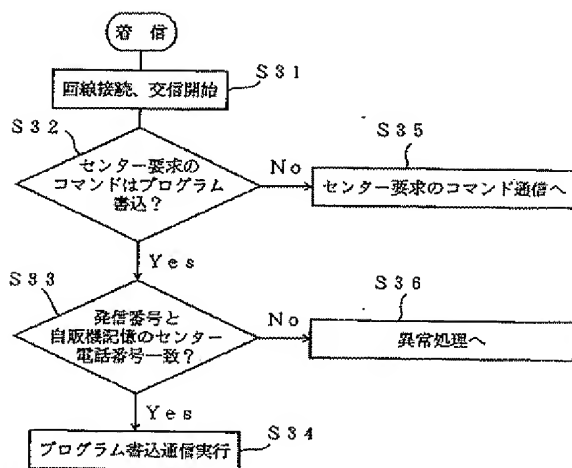 着信
回線接続、交信開始
S31
S32
センター要求の
コマンドはプログラム
書込？
No
S35
センター要求のコマンド通信へ
Yes
S33
発信番号と
自販機記憶のセンター
電話番号一致？
No
S36
異常処理へ
Yes
プログラム書込通信実行
S34